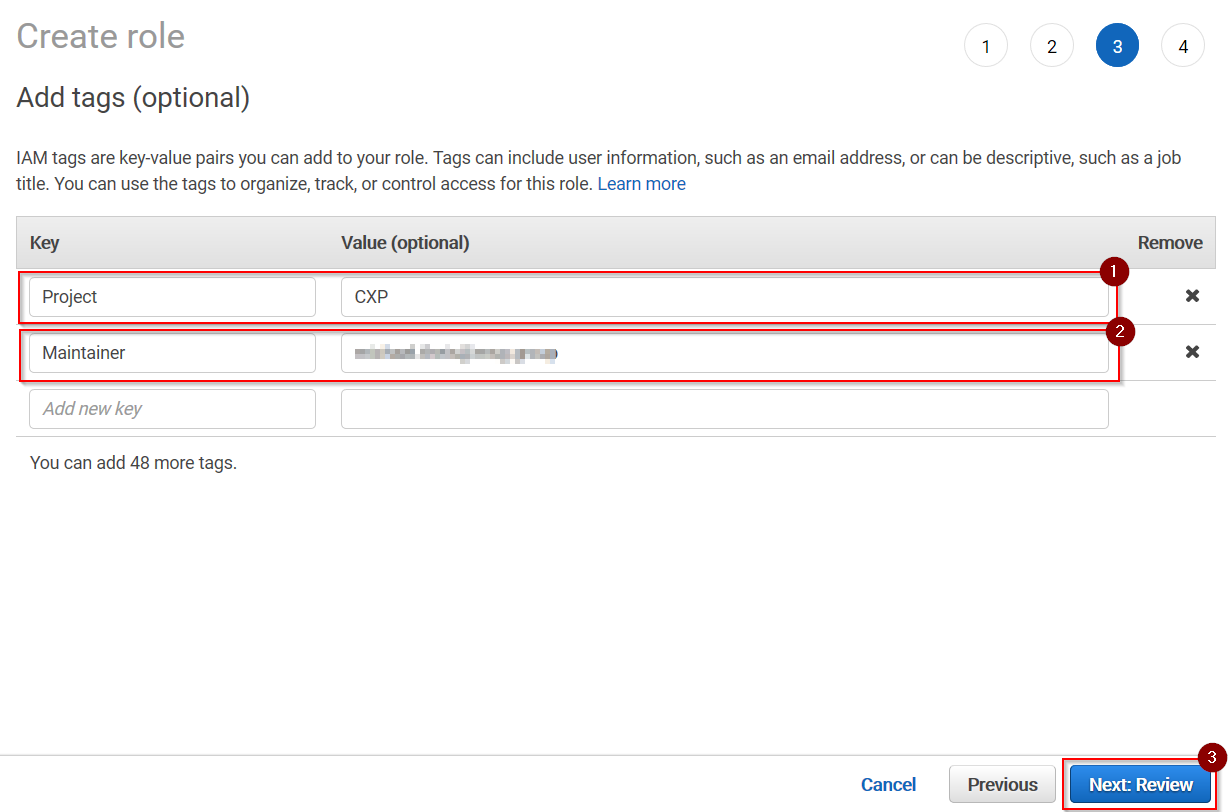 Create role
1 2 3 4
Add tags (optional)
IAM tags are key-value pairs you can add to your role. Tags can include user information, such as an email address, or can be descriptive, such as a job
title. You can use the tags to organize, track, or control access for this role. Learn more
Key Value (optional) Remove
1
Project CXP
2
Maintainer
Add new key
You can add 48 more tags.
3
Cancel Previous Next: Review